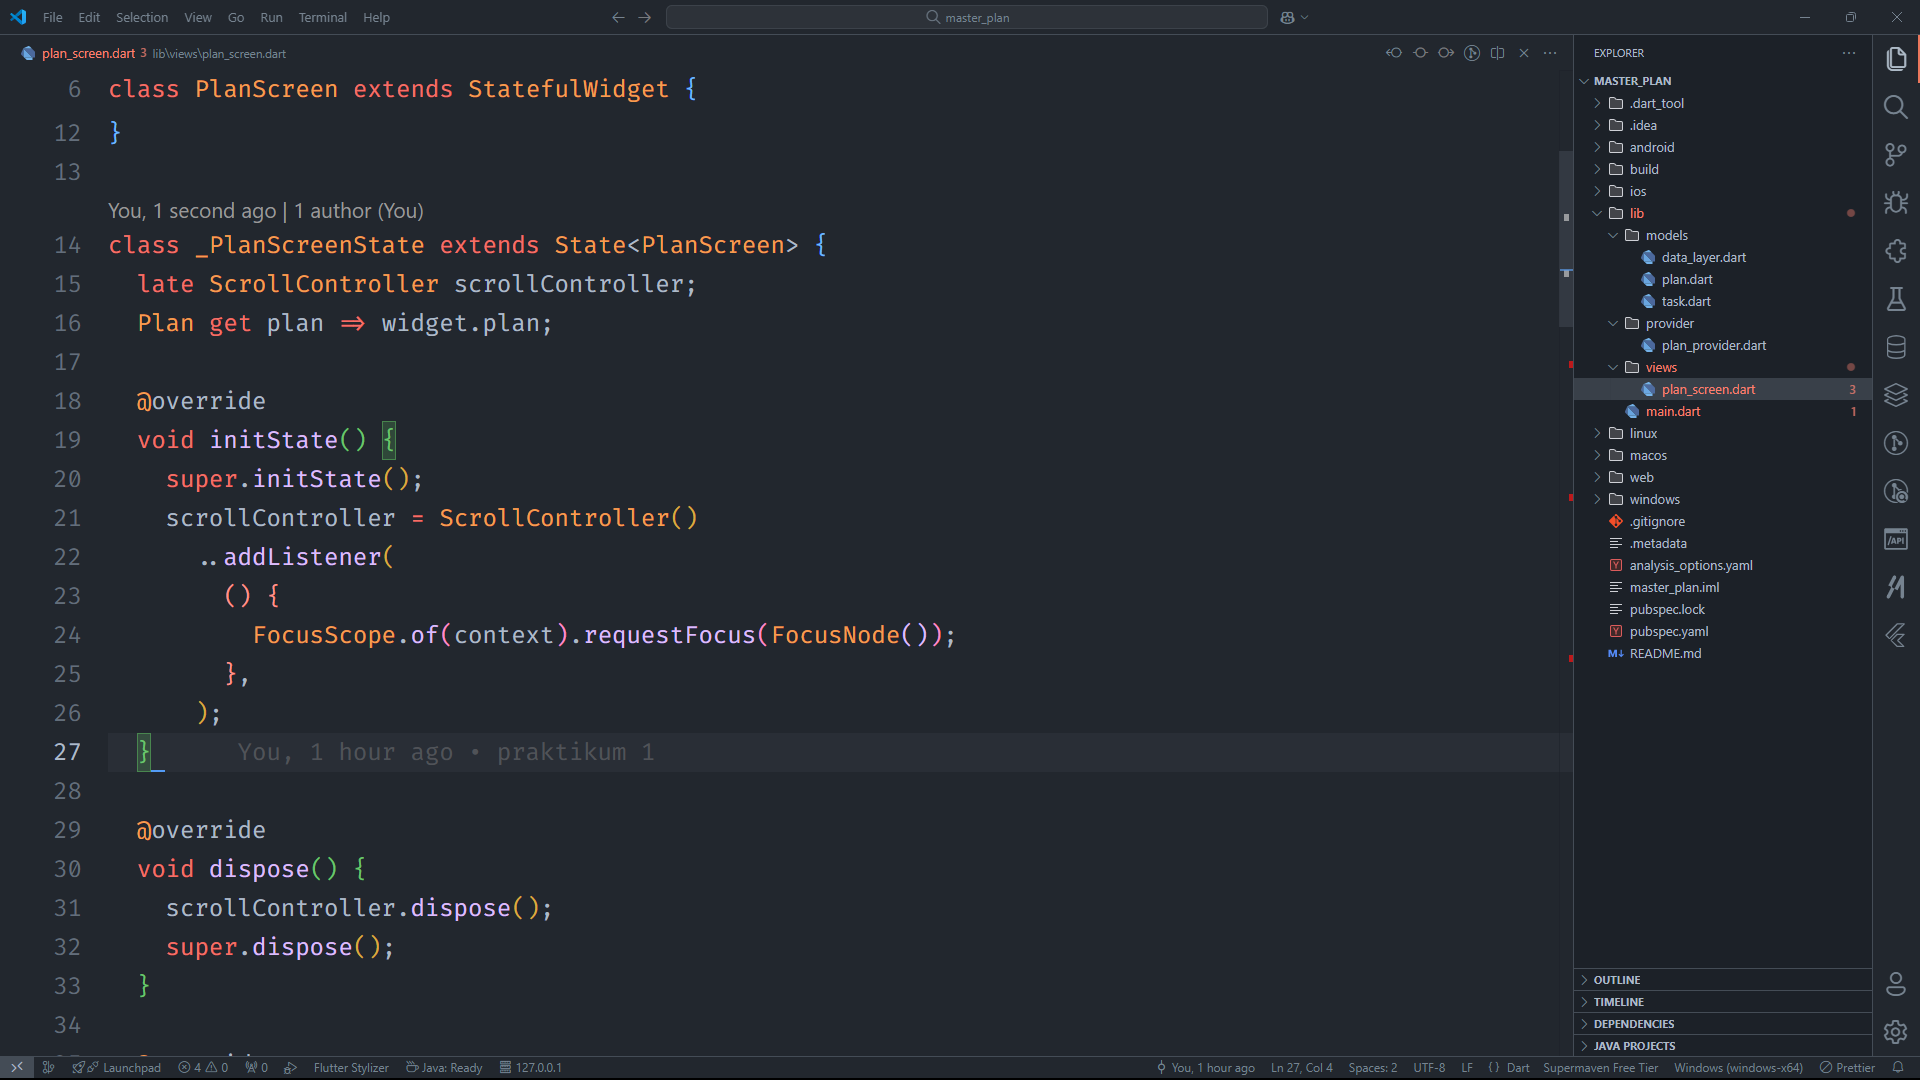 File Edit Selection View Go Run Terminal Help
master_plan
plan_screen.dart 3 lib\views\plan_screen.dart
6 class PlanScreen extends StatefulWidget {
12 }
13
You, 1 second ago | 1 author (You)
14 class _PlanScreenState extends State<PlanScreen> {
15 late ScrollController scrollController;
16 Plan get plan => widget.plan;
17
18 @override
19 void initState() {
20 super.initState();
21 scrollController = ScrollController()
22 ..addListener(
23 () {
24 FocusScope.of(context).requestFocus(FocusNode());
25 },
26 );
27 } You, 1 hour ago • praktikum 1
28
29 @override
30 void dispose() {
31 scrollController.dispose();
32 super.dispose();
33 }
34
EXPLORER
MASTER_PLAN
.dart_tool
.idea
android
build
ios
lib
models
data_layer.dart
plan.dart
task.dart
provider
plan_provider.dart
views
plan_screen.dart 3
main.dart 1
linux
macos
web
windows
.gitignore
.metadata
analysis_options.yaml
master_plan.iml
pubspec.lock
pubspec.yaml
README.md
OUTLINE
TIMELINE
DEPENDENCIES
JAVA PROJECTS
Launchpad 4 0 0 Flutter Stylizer Java: Ready 127.0.0.1 You, 1 hour ago Ln 27, Col 4 Spaces: 2 UTF-8 LF {} Dart Supermaven Free Tier Windows (windows-x64) Prettier